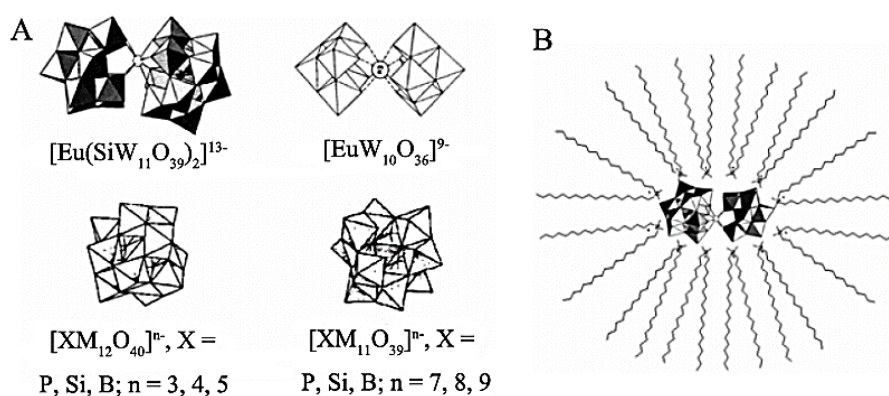 A
B
[Eu(SiW₁₁O₃₉)₂]¹³⁻
[EuW₁₀O₃₆]⁹⁻
[XM₁₂O₄₀]ⁿ⁻, X =
P, Si, B; n = 3, 4, 5
[XM₁₁O₃₉]ⁿ⁻, X =
P, Si, B; n = 7, 8, 9